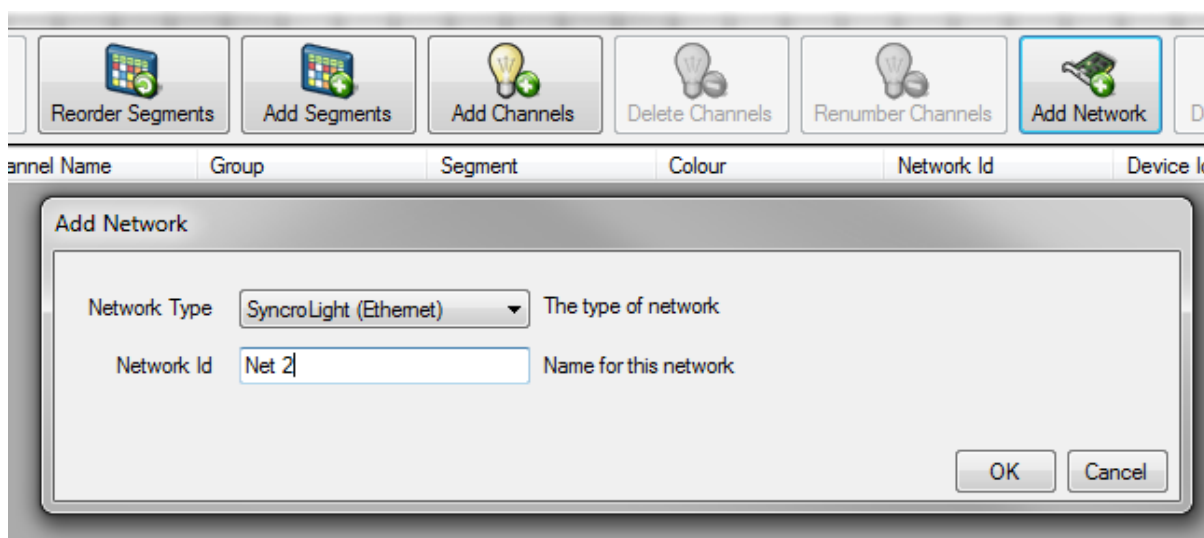 Reorder Segments Add Segments Add Channels Delete Channels Renumber Channels Add Network D
annel Name Group Segment Colour Network Id Device I
Add Network
Network Type SyncroLight (Ethernet) The type of network
Network Id Net 2 Name for this network
OK Cancel